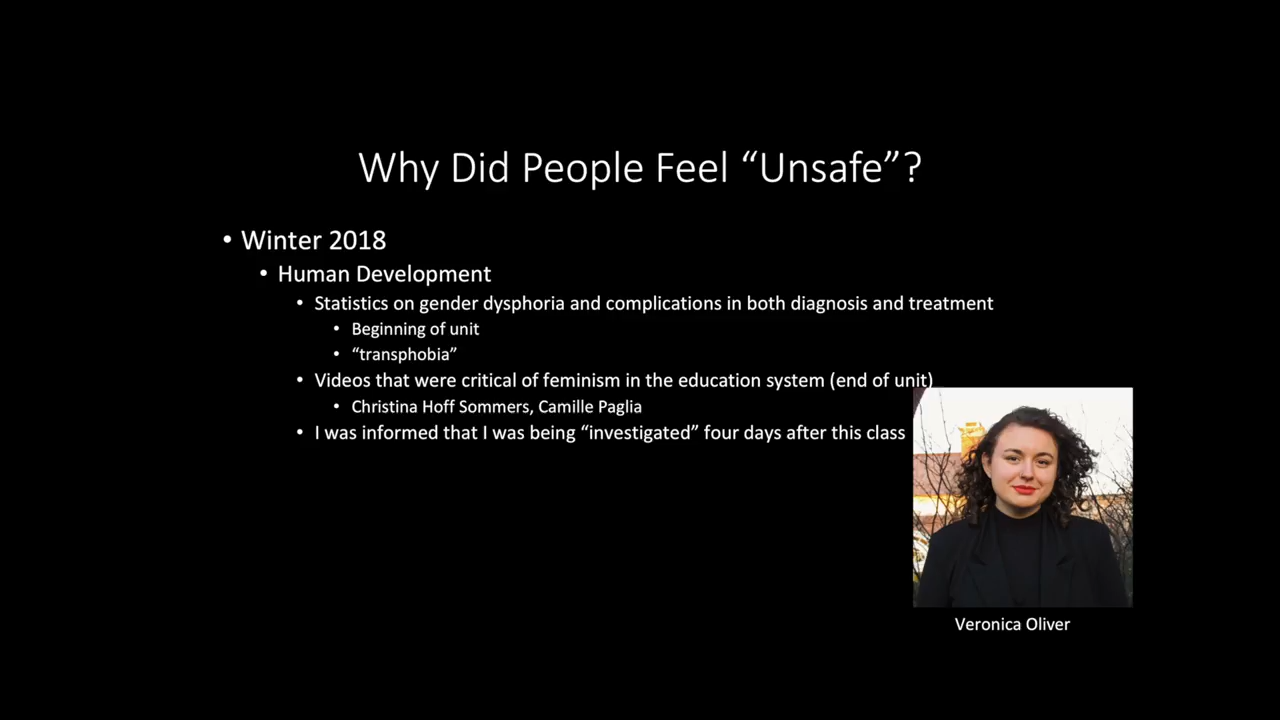 Why Did People Feel “Unsafe”?
• Winter 2018
• Human Development
• Statistics on gender dysphoria and complications in both diagnosis and treatment
• Beginning of unit
• “transphobia”
• Videos that were critical of feminism in the education system (end of unit)
• Christina Hoff Sommers, Camille Paglia
• I was informed that I was being “investigated” four days after this class
Veronica Oliver